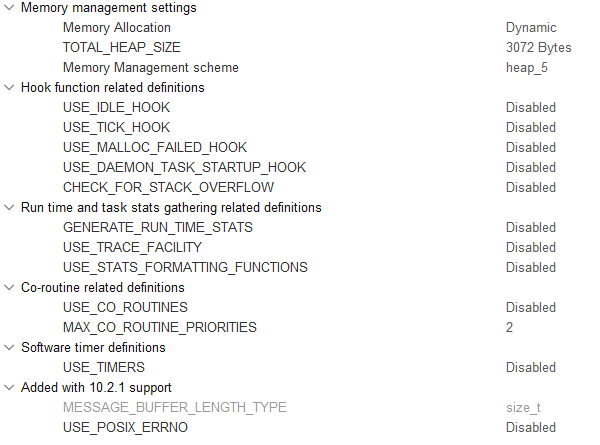 Memory management settings
Memory Allocation Dynamic
TOTAL_HEAP_SIZE 3072 Bytes
Memory Management scheme heap_5
Hook function related definitions
USE_IDLE_HOOK Disabled
USE_TICK_HOOK Disabled
USE_MALLOC_FAILED_HOOK Disabled
USE_DAEMON_TASK_STARTUP_HOOK Disabled
CHECK_FOR_STACK_OVERFLOW Disabled
Run time and task stats gathering related definitions
GENERATE_RUN_TIME_STATS Disabled
USE_TRACE_FACILITY Disabled
USE_STATS_FORMATTING_FUNCTIONS Disabled
Co-routine related definitions
USE_CO_ROUTINES Disabled
MAX_CO_ROUTINE_PRIORITIES 2
Software timer definitions
USE_TIMERS Disabled
Added with 10.2.1 support
MESSAGE_BUFFER_LENGTH_TYPE size_t
USE_POSIX_ERRNO Disabled